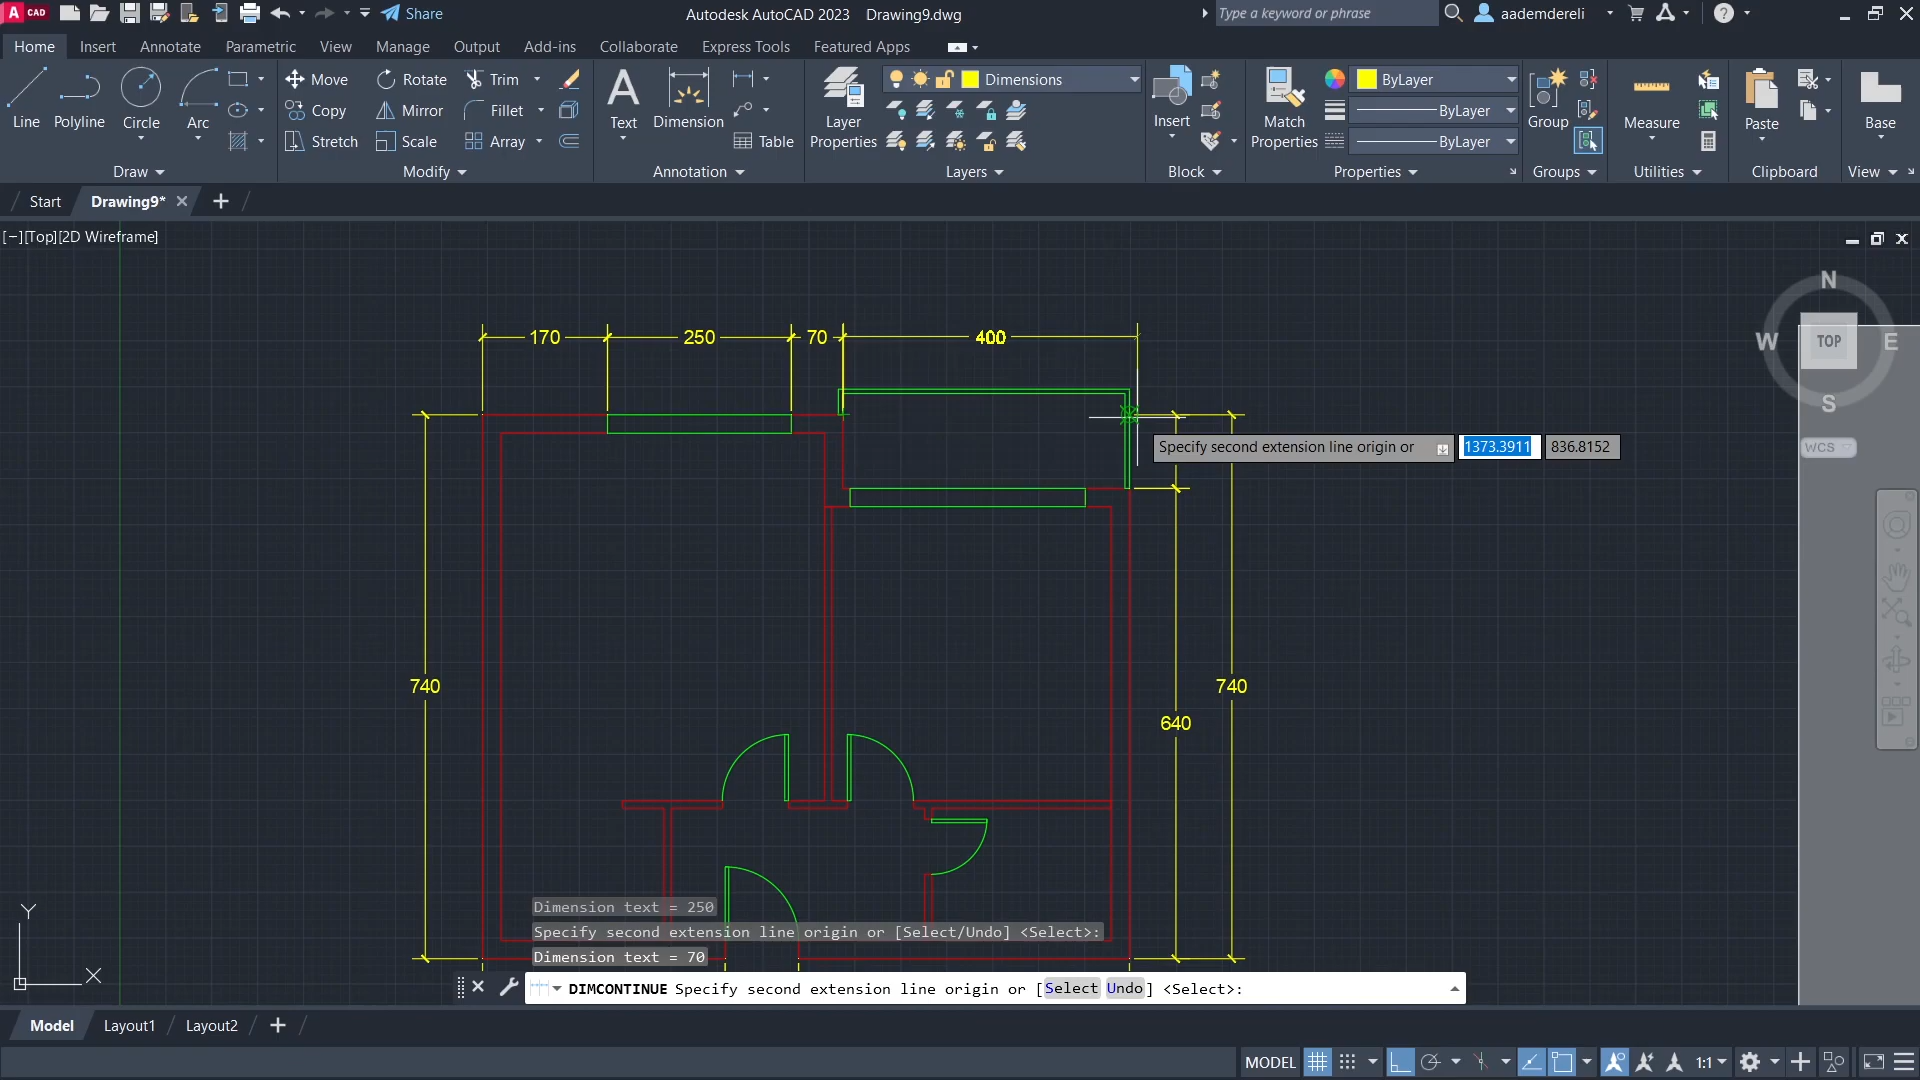 A CAD Share Autodesk AutoCAD 2023 Drawing9.dwg Type a keyword or phrase aademdereli
Home Insert Annotate Parametric View Manage Output Add-ins Collaborate Express Tools Featured Apps
Line Polyline Circle Arc
Move Rotate Trim
Copy Mirror Fillet
Stretch Scale Array
Text Dimension Table
Layer Properties
Dimensions
Insert
Match Properties
ByLayer
ByLayer
ByLayer
Group
Measure
Paste
Base
Draw Modify Annotation Layers Block Properties Groups Utilities Clipboard View
Start Drawing9* +
[−][Top][2D Wireframe]
N
W TOP E
S
WCS
170 250 70 400
Specify second extension line origin or 1373.3911 836.8152
740 740
640
Dimension text = 250
Specify second extension line origin or [Select/Undo] <Select>:
Dimension text = 70
DIMCONTINUE Specify second extension line origin or [Select Undo] <Select>:
Y
X
Model Layout1 Layout2 +
MODEL 1:1